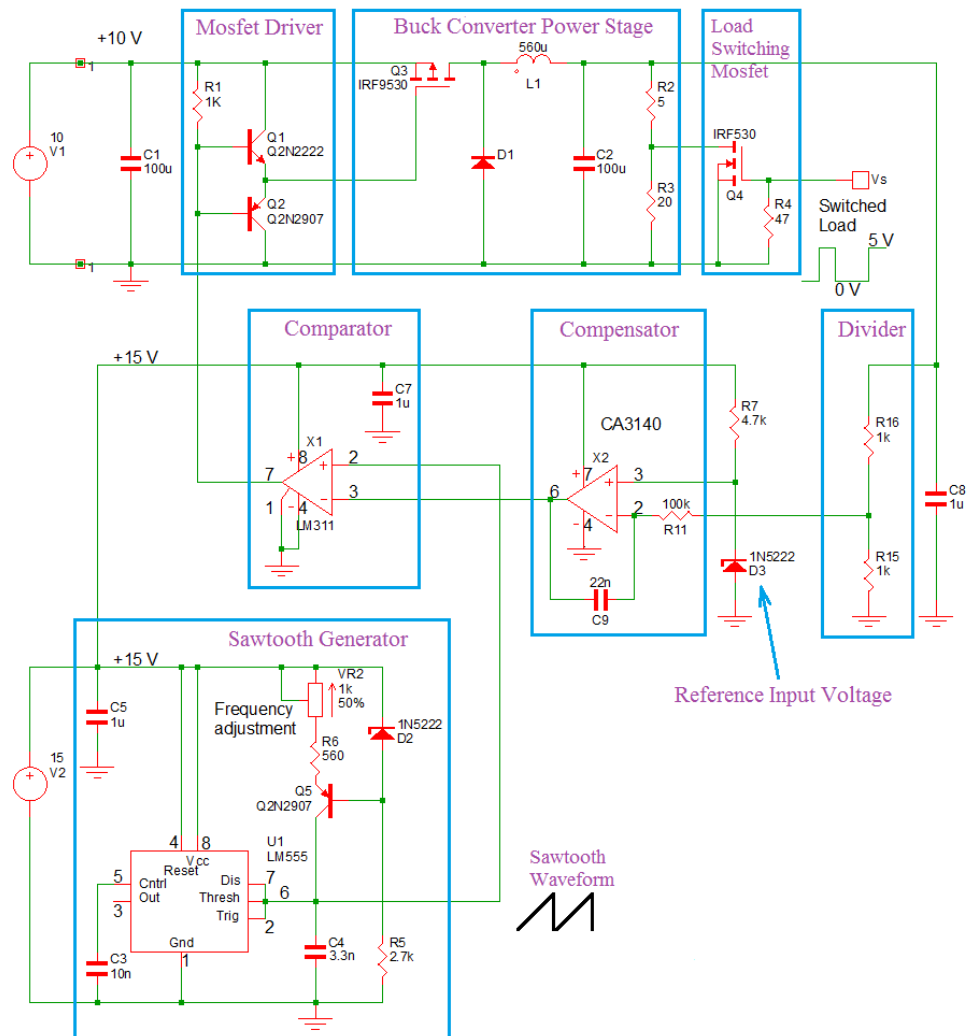 Mosfet Driver
Buck Converter Power Stage
Load
Switching
Mosfet
+10 V
1
R1
1K
Q1
Q2N2222
Q2
Q2N2907
10
V1
C1
100u
1
Q3
IRF9530
560u
L1
D1
C2
100u
R2
5
R3
20
IRF530
Q4
R4
47
Vs
Switched
Load
5 V
0 V
Comparator
Compensator
Divider
+15 V
C7
1u
X1
+
8
7
2
+
3
-
1
-
4
LM311
CA3140
X2
+
7
6
3
+
2
-
-
4
100k
R11
22n
C9
R7
4.7k
1N5222
D3
R16
1k
R15
1k
C8
1u
Reference Input Voltage
Sawtooth Generator
+15 V
C5
1u
15
V2
Frequency
adjustment
VR2
1k
50%
R6
560
1N5222
D2
Q5
Q2N2907
U1
LM555
4
8
Vcc
Reset
5
Cntrl
Out
3
Dis
7
Thresh
6
Trig
2
Gnd
1
C3
10n
C4
3.3n
R5
2.7k
Sawtooth
Waveform